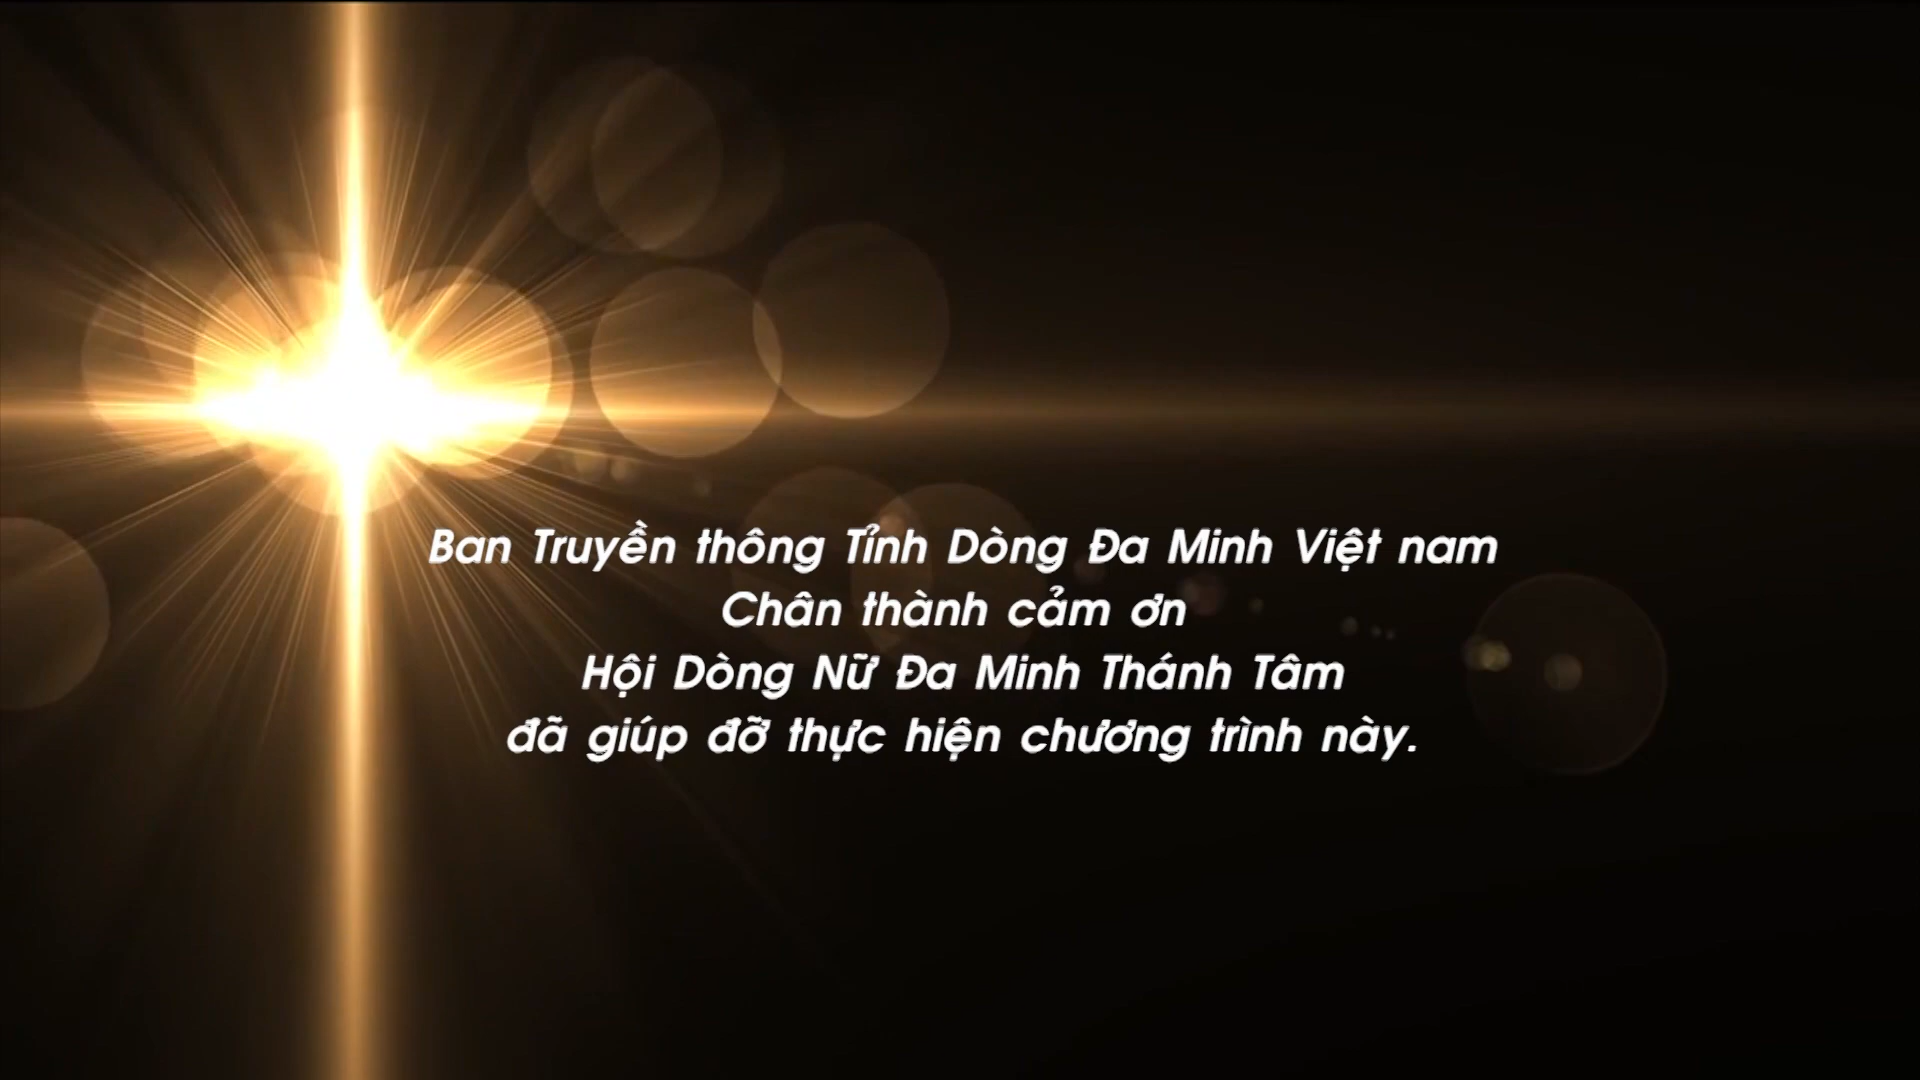 Ban Truyền thông Tỉnh Dòng Đa Minh Việt nam
Chân thành cảm ơn
Hội Dòng Nữ Đa Minh Thánh Tâm
đã giúp đỡ thực hiện chương trình này.